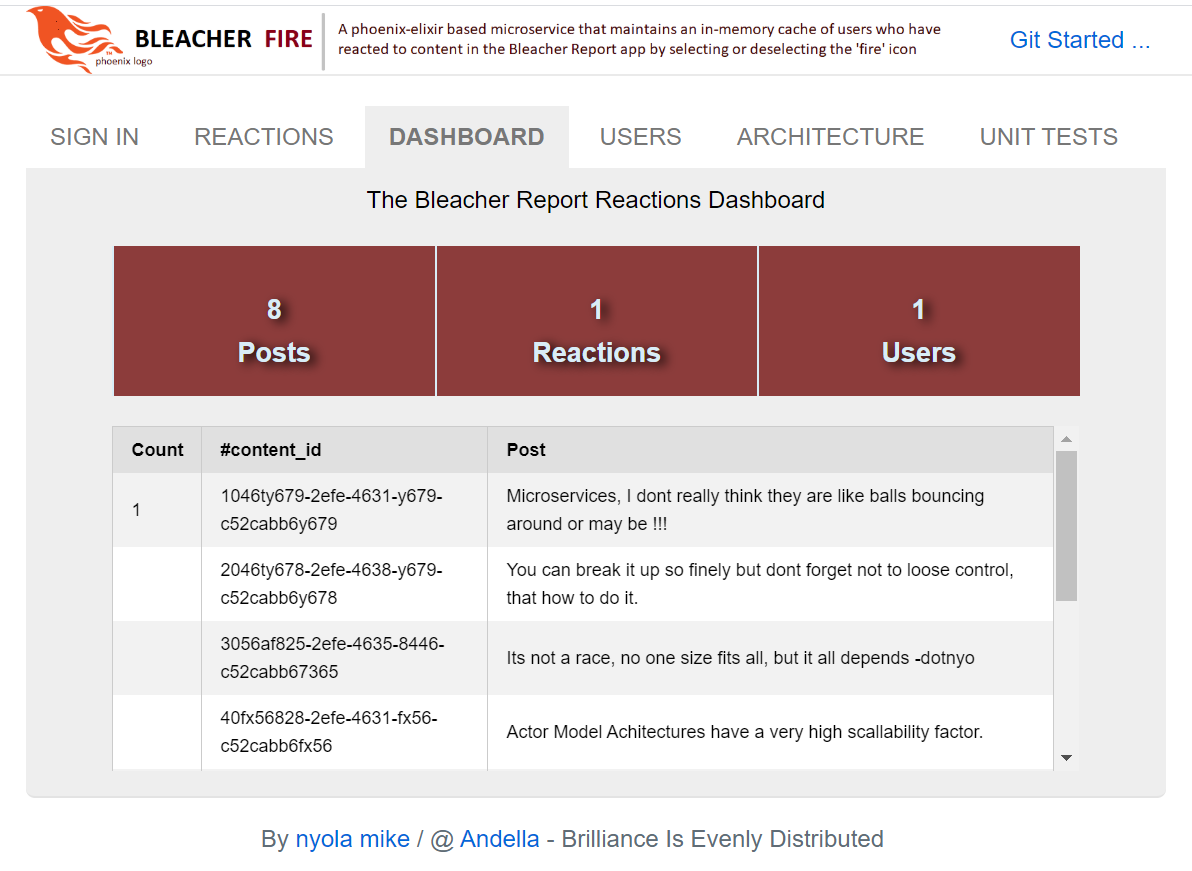 BLEACHER FIRE
phoenix logo
A phoenix-elixir based microservice that maintains an in-memory cache of users who have
reacted to content in the Bleacher Report app by selecting or deselecting the 'fire' icon
Git Started ...
SIGN IN REACTIONS DASHBOARD USERS ARCHITECTURE UNIT TESTS
The Bleacher Report Reactions Dashboard
8 1 1
Posts Reactions Users
Count #content_id Post
1 1046ty679-2efe-4631-y679- Microservices, I dont really think they are like balls bouncing
c52cabb6y679 around or may be !!!
2046ty678-2efe-4638-y679- You can break it up so finely but dont forget not to loose control,
c52cabb6y678 that how to do it.
3056af825-2efe-4635-8446-
c52cabb67365 Its not a race, no one size fits all, but it all depends -dotnyo
40fx56828-2efe-4631-fx56-
c52cabb6fx56 Actor Model Achitectures have a very high scallability factor.
By nyola mike / @ Andella - Brilliance Is Evenly Distributed